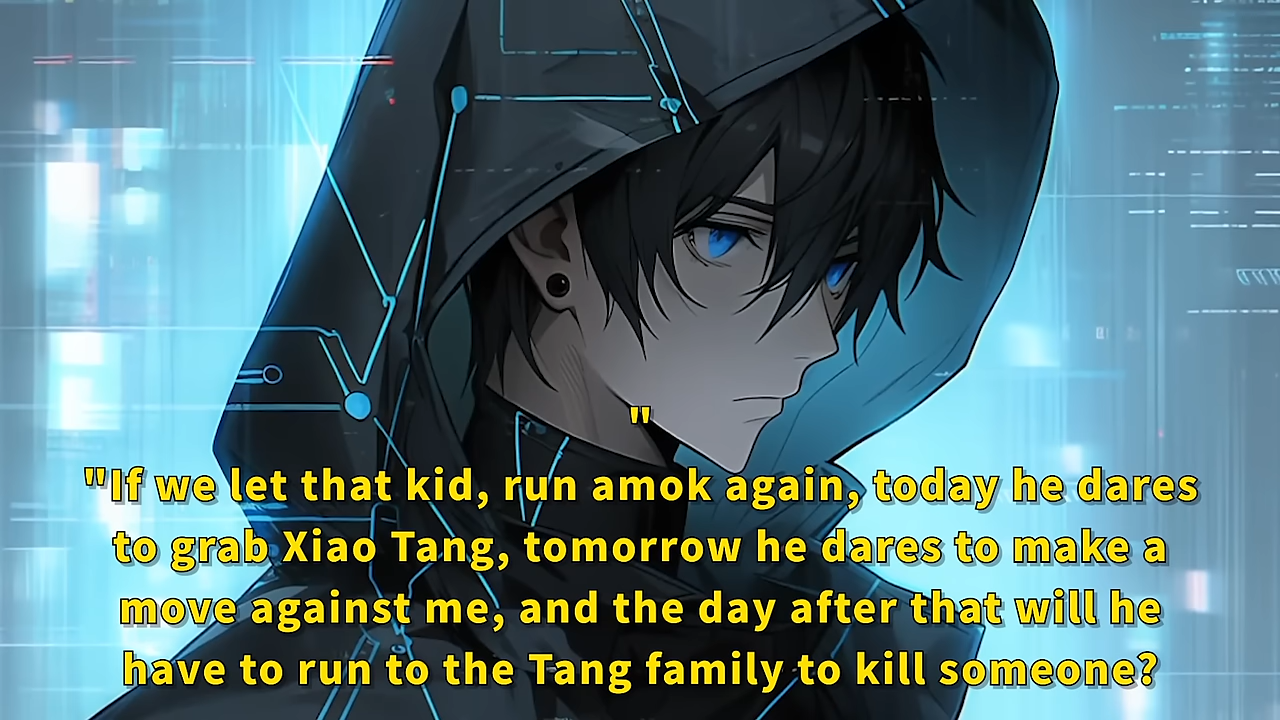 "
"If we let that kid, run amok again, today he dares
to grab Xiao Tang, tomorrow he dares to make a
move against me, and the day after that will he
have to run to the Tang family to kill someone?